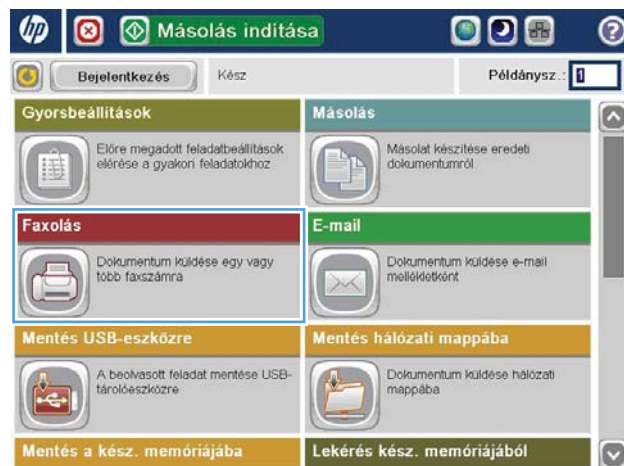 hp
Másolás indítása
?
Bejelentkezés
Kész
Példánysz.:
1
Gyorsbeállítások
Előre megadott feladatbeállítások
elérése a gyakori feladatokhoz
Másolás
Másolat készítése eredeti
dokumentumról
Faxolás
Dokumentum küldése egy vagy
több faxszámra
E-mail
Dokumentum küldése e-mail
mellékletként
Mentés USB-eszközre
A beolvasott feladat mentése USB-
tárolóeszközre
Mentés hálózati mappába
Dokumentum küldése hálózati
mappába
Mentés a kész. memóriájába
Lekérés kész. memóriájából